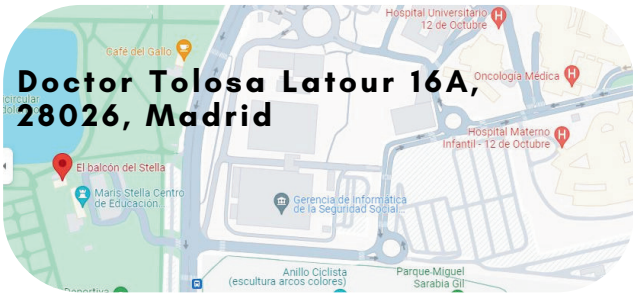 Hospital Universitario
12 de Octubre
Café del Gallo
Doctor Tolosa Latour 16A,
28026, Madrid
Oncología Médica
circular
Hospital Materno
Infantil - 12 de Octubre
El balcón del Stella
Maris Stella Centro
de Educación.
Gerencia de Informática
de la Seguridad Social...
Anillo Ciclista
(escultura arcos colores)
Parque Miguel
Sarabia Gil
Deportiva